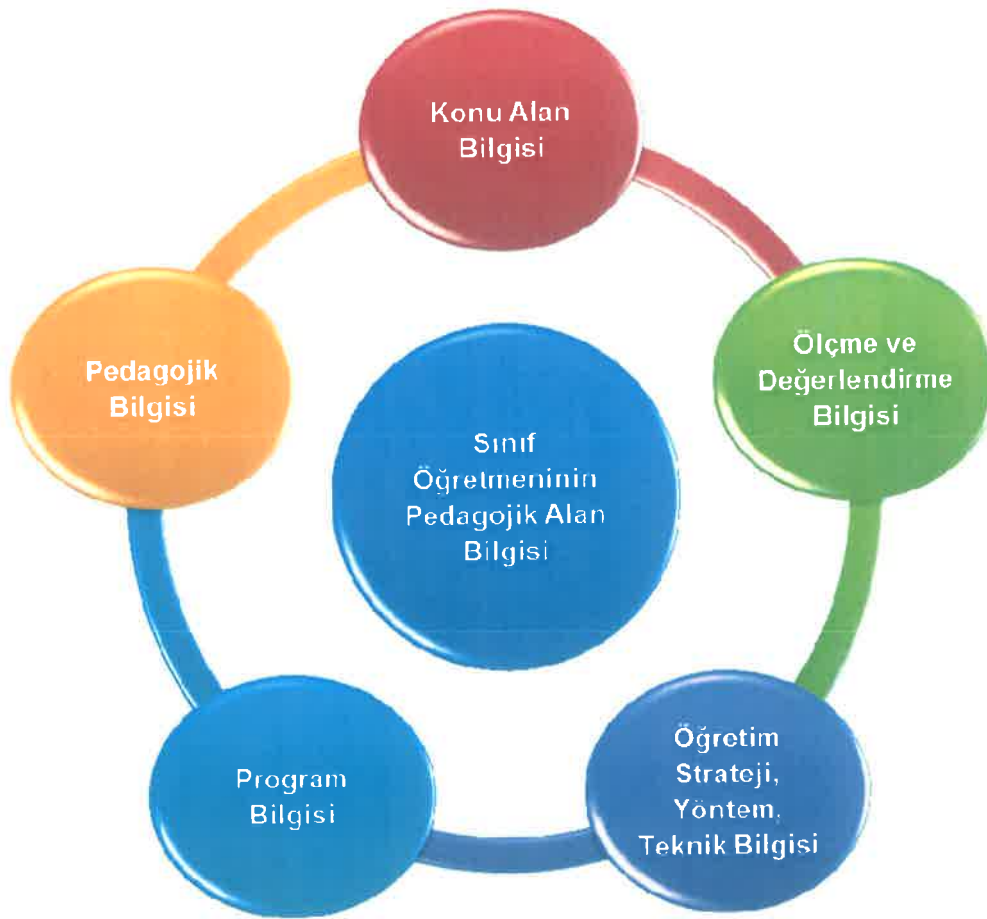 Konu Alan
Bilgisi
Ölçme ve
Değerlendirme
Bilgisi
Öğretim
Strateji,
Yöntem,
Teknik Bilgisi
Program
Bilgisi
Pedagojik
Bilgisi
Sınıf
Öğretmeninin
Pedagojik Alan
Bilgisi